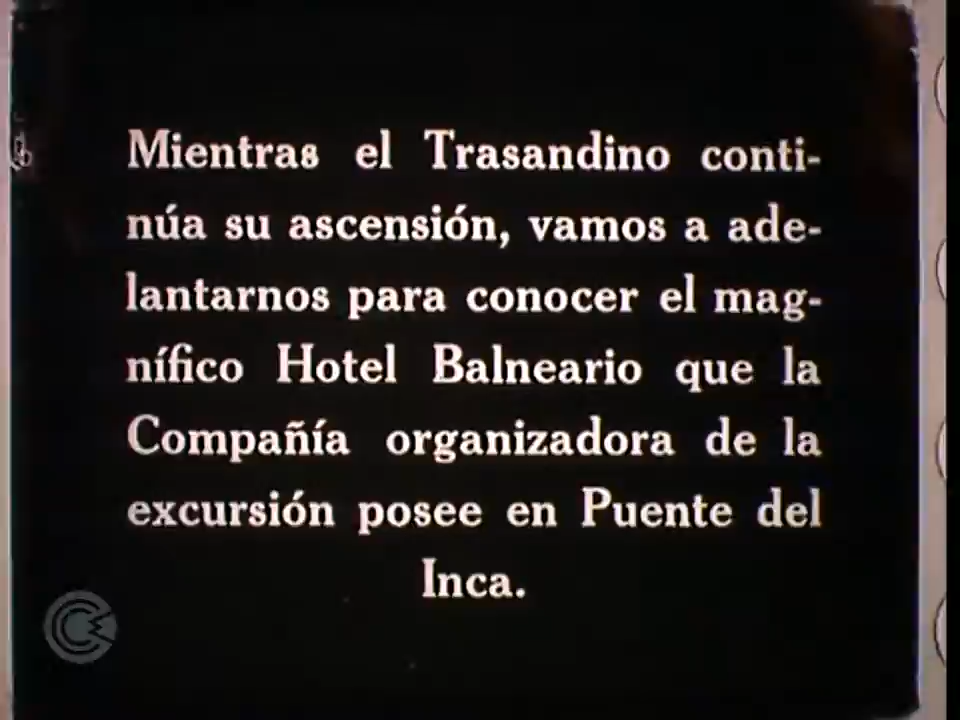 Mientras el Trasandino conti-
núa su ascensión, vamos a ade-
lantarnos para conocer el mag-
nífico Hotel Balneario que la
Compañía organizadora de la
excursión posee en Puente del
Inca.